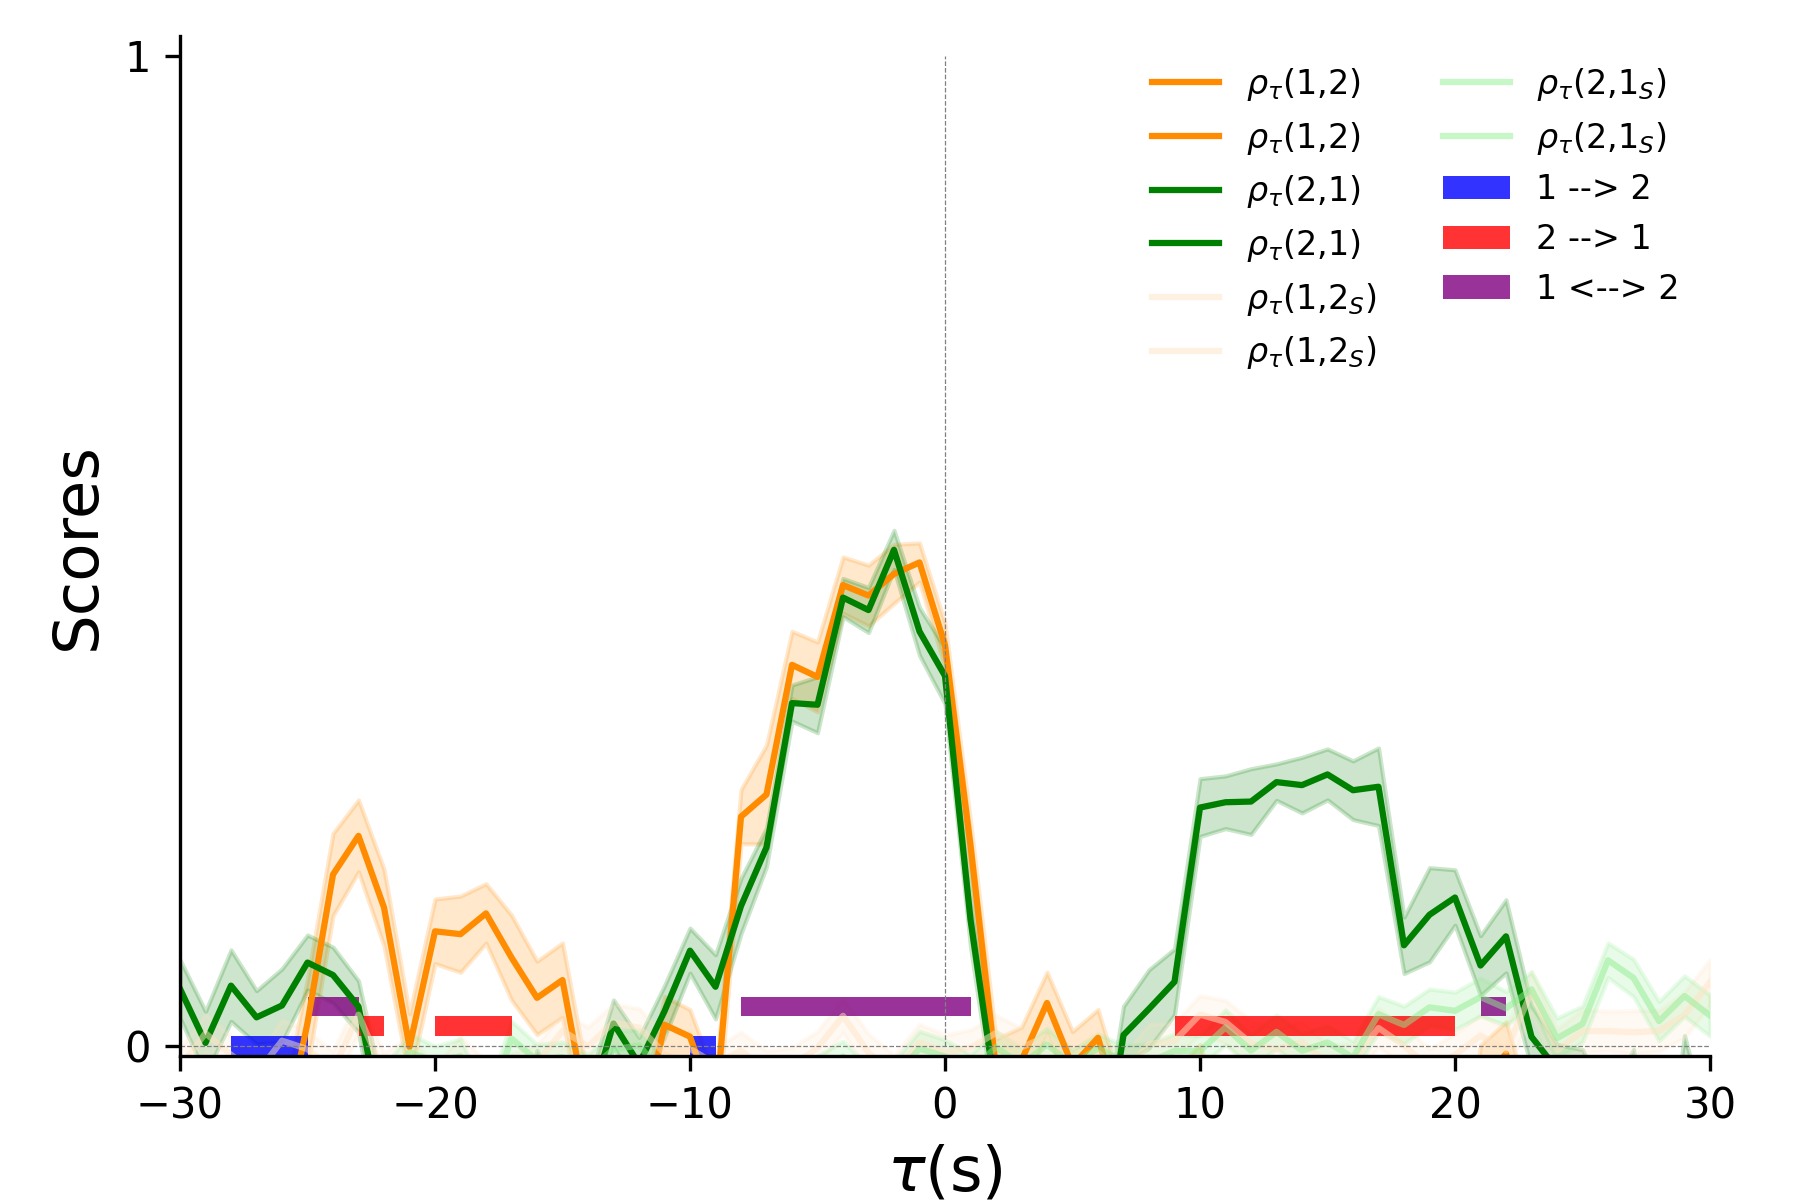 1
ρτ(1,2)
ρτ(1,2)
ρτ(2,1)
ρτ(2,1)
ρτ(1,2S)
ρτ(1,2S)
ρτ(2,1S)
ρτ(2,1S)
1 --> 2
2 --> 1
1 <--> 2
Scores
0
−30 −20 −10 0 10 20 30
τ(s)